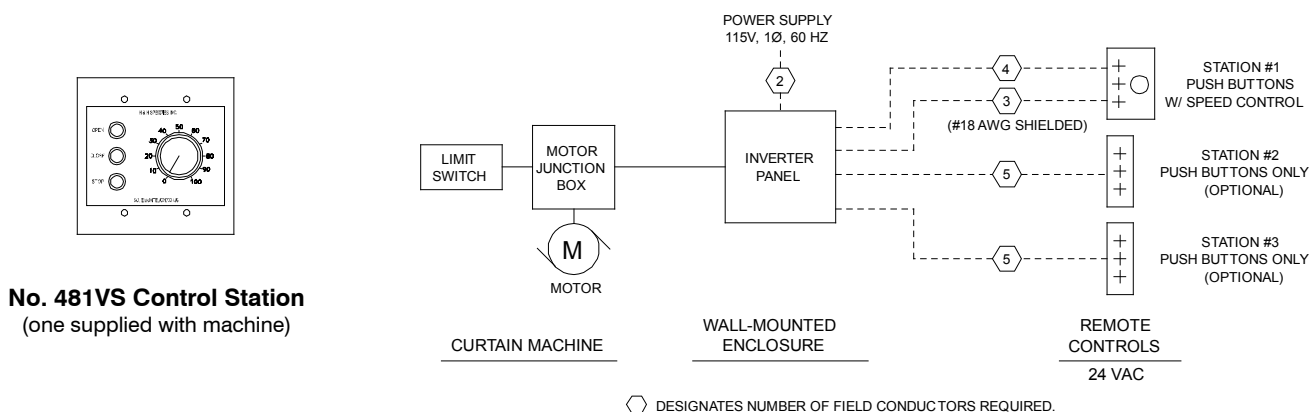 OPEN
CLOSE
STOP
0
10
20
30
40
50
60
70
80
90
100
No. 481VS Control Station
(one supplied with machine)
POWER SUPPLY
115V, 1Ø, 60 HZ
2
LIMIT
SWITCH
MOTOR
JUNCTION
BOX
M
MOTOR
INVERTER
PANEL
4
3
(#18 AWG SHIELDED)
5
5
STATION #1
PUSH BUTTONS
W/ SPEED CONTROL
STATION #2
PUSH BUTTONS ONLY
(OPTIONAL)
STATION #3
PUSH BUTTONS ONLY
(OPTIONAL)
CURTAIN MACHINE
WALL-MOUNTED
ENCLOSURE
REMOTE
CONTROLS
24 VAC
DESIGNATES NUMBER OF FIELD CONDUCTORS REQUIRED.